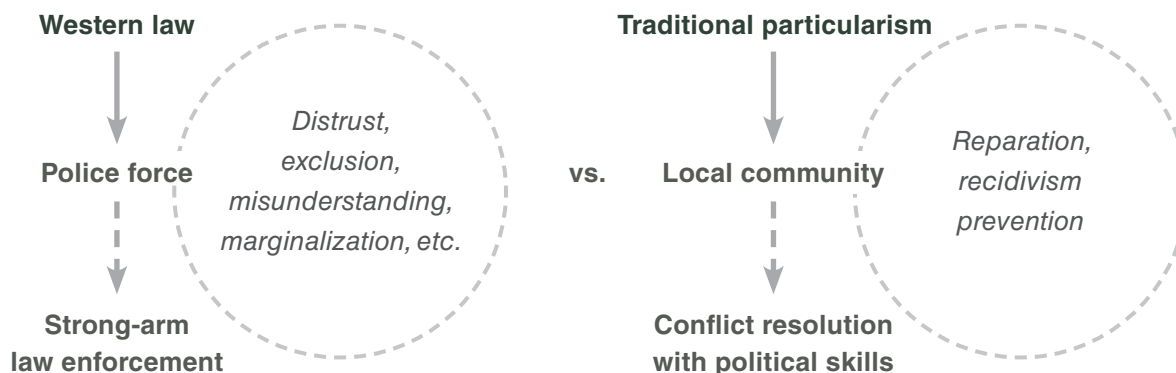 Western law
Police force
Strong-arm
law enforcement
Distrust,
exclusion,
misunderstanding,
marginalization, etc.
vs.
Traditional particularism
Local community
Conflict resolution
with political skills
Reparation,
recidivism
prevention